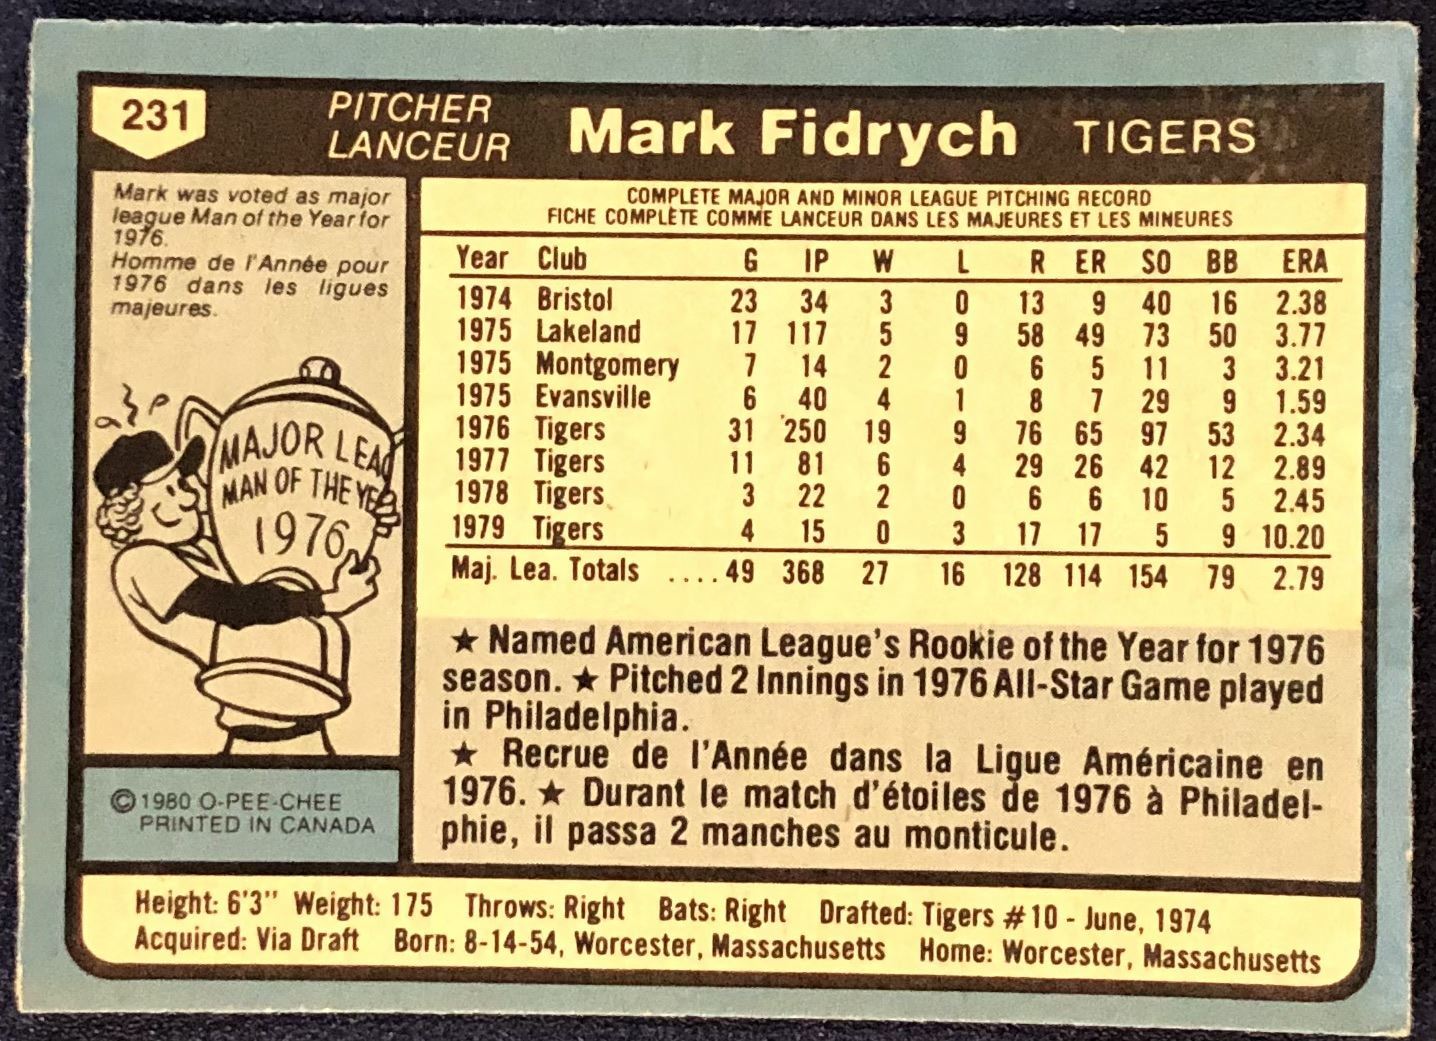 231
PITCHER
LANCEUR
Mark Fidrych TIGERS
Mark was voted as major
league Man of the Year for
1976.
Homme de l'Année pour
1976 dans les ligues
majeures.
MAJOR LEAG
MAN OF THE YE
1976
© 1980 O-PEE-CHEE
PRINTED IN CANADA
COMPLETE MAJOR AND MINOR LEAGUE PITCHING RECORD
FICHE COMPLÈTE COMME LANCEUR DANS LES MAJEURES ET LES MINEURES
Year Club G IP W L R ER SO BB ERA
1974 Bristol 23 34 3 0 13 9 40 16 2.38
1975 Lakeland 17 117 5 9 58 49 73 50 3.77
1975 Montgomery 7 14 2 0 6 5 11 3 3.21
1975 Evansville 6 40 4 1 8 7 29 9 1.59
1976 Tigers 31 250 19 9 76 65 97 53 2.34
1977 Tigers 11 81 6 4 29 26 42 12 2.89
1978 Tigers 3 22 2 0 6 6 10 5 2.45
1979 Tigers 4 15 0 3 17 17 5 9 10.20
Maj. Lea. Totals ....49 368 27 16 128 114 154 79 2.79
★ Named American League's Rookie of the Year for 1976
season. ★ Pitched 2 Innings in 1976 All-Star Game played
in Philadelphia.
★ Recrue de l'Année dans la Ligue Américaine en
1976. ★ Durant le match d'étoiles de 1976 à Philadel-
phie, il passa 2 manches au monticule.
Height: 6'3" Weight: 175 Throws: Right Bats: Right Drafted: Tigers #10 - June, 1974
Acquired: Via Draft Born: 8-14-54, Worcester, Massachusetts Home: Worcester, Massachusetts